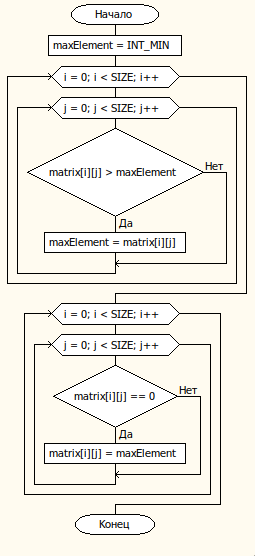 Начало
maxElement = INT_MIN
i = 0; i < SIZE; i++
j = 0; j < SIZE; j++
matrix[i][j] > maxElement
Нет
Да
maxElement = matrix[i][j]
i = 0; i < SIZE; i++
j = 0; j < SIZE; j++
matrix[i][j] == 0
Нет
Да
matrix[i][j] = maxElement
Конец